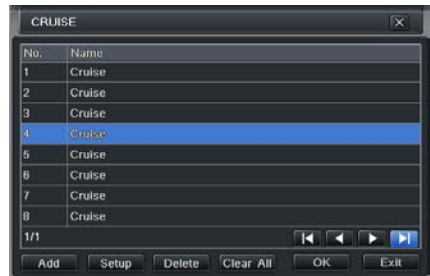 CRUISE
No. Name
1 Cruise
2 Cruise
3 Cruise
4 Cruise
5 Cruise
6 Cruise
7 Cruise
8 Cruise
1/1
Add Setup Delete Clear All OK Exit